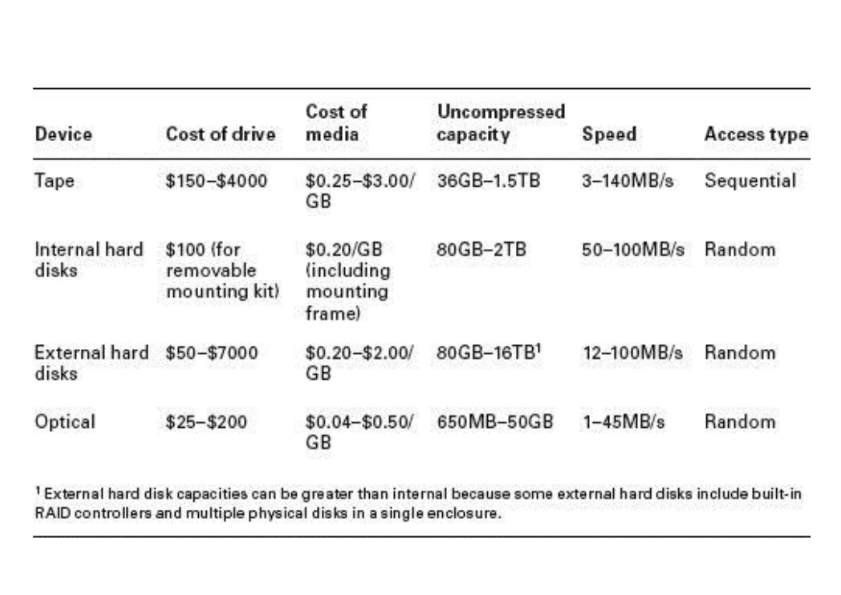 Device Cost of drive Cost of media Uncompressed capacity Speed Access type
Tape $150–$4000 $0.25–$3.00/GB 36GB–1.5TB 3–140MB/s Sequential
Internal hard disks $100 (for removable mounting kit) $0.20/GB (including mounting frame) 80GB–2TB 50–100MB/s Random
External hard disks $50–$7000 $0.20–$2.00/GB 80GB–16TB¹ 12–100MB/s Random
Optical $25–$200 $0.04–$0.50/GB 650MB–50GB 1–45MB/s Random
¹ External hard disk capacities can be greater than internal because some external hard disks include built-in
RAID controllers and multiple physical disks in a single enclosure.